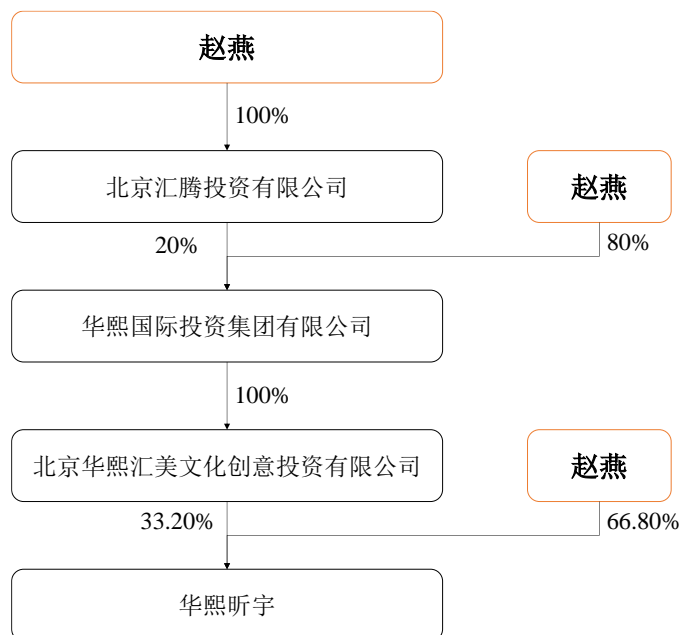 赵燕
100%
北京汇腾投资有限公司
赵燕
20%
80%
华熙国际投资集团有限公司
100%
北京华熙汇美文化创意投资有限公司
赵燕
33.20%
66.80%
华熙昕宇